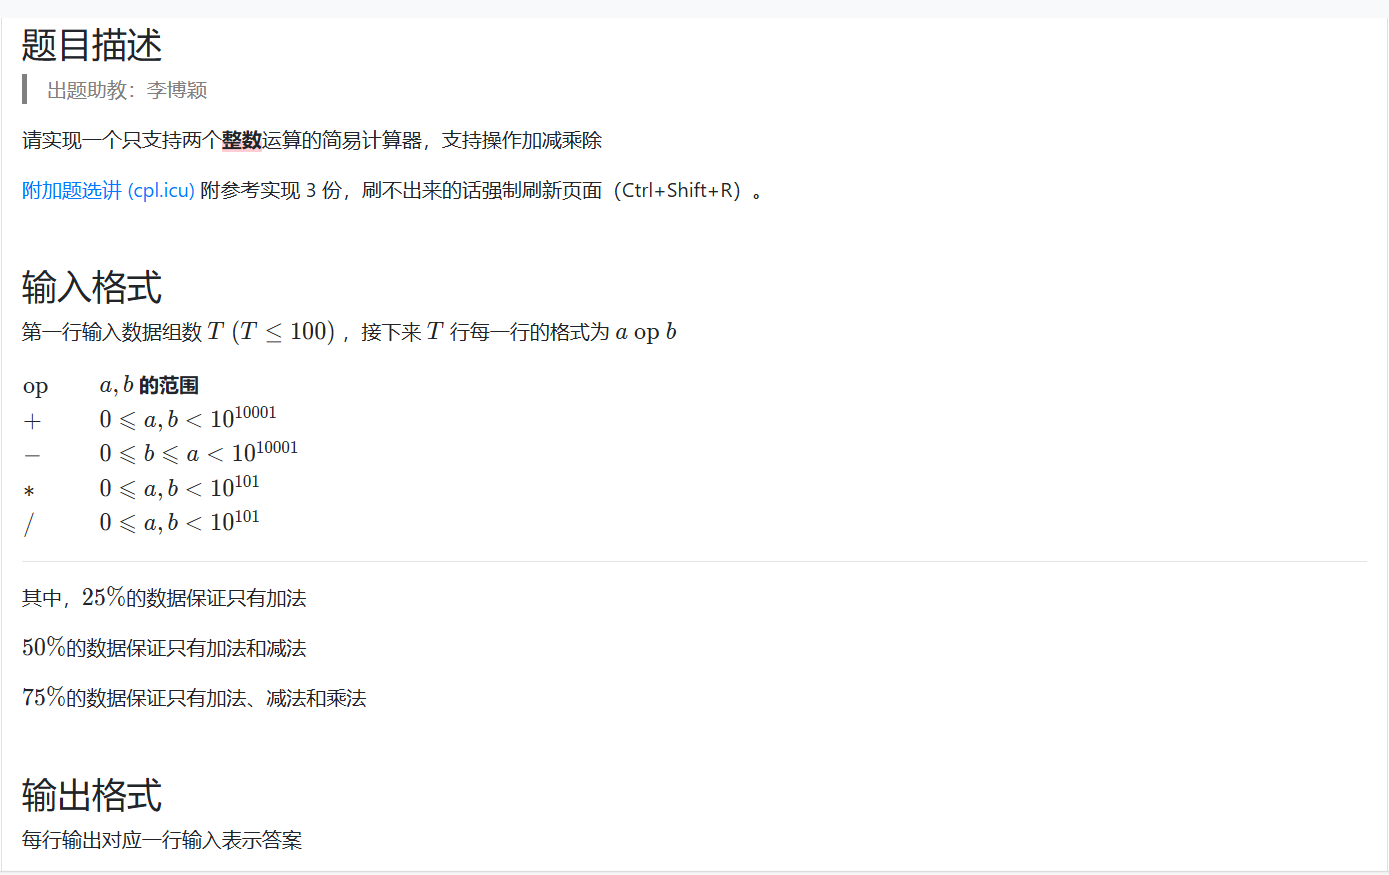 题目描述
出题助教：李博颖
请实现一个只支持两个整数运算的简易计算器，支持操作加减乘除
附加题选讲 (cpl.icu) 附参考实现 3 份，刷不出来的话强制刷新页面（Ctrl+Shift+R）。
输入格式
第一行输入数据组数 T (T ≤ 100) ，接下来 T 行每一行的格式为 a op b
op a, b 的范围
+ 0 ⩽ a, b < 10^10001
− 0 ⩽ b ⩽ a < 10^10001
* 0 ⩽ a, b < 10^101
/ 0 ⩽ a, b < 10^101
其中，25%的数据保证只有加法
50%的数据保证只有加法和减法
75%的数据保证只有加法、减法和乘法
输出格式
每行输出对应一行输入表示答案